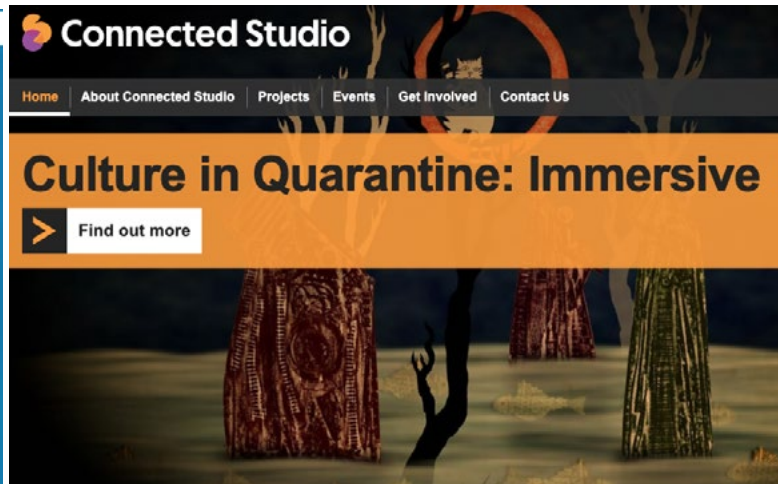 Connected Studio
Home About Connected Studio Projects Events Get Involved Contact Us
Culture in Quarantine: Immersive
Find out more